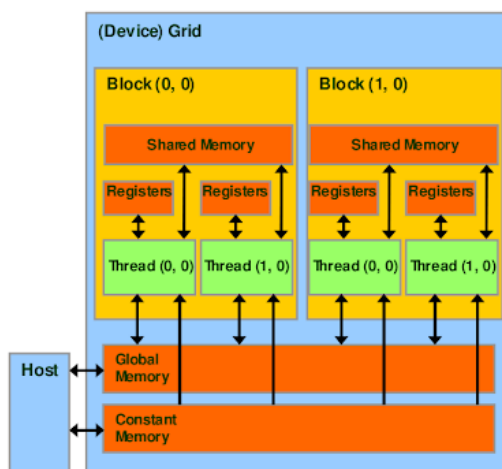 (Device) Grid
Block (0, 0)
Block (1, 0)
Shared Memory
Shared Memory
Registers
Registers
Registers
Registers
Thread (0, 0)
Thread (1, 0)
Thread (0, 0)
Thread (1, 0)
Host
Global
Memory
Constant
Memory